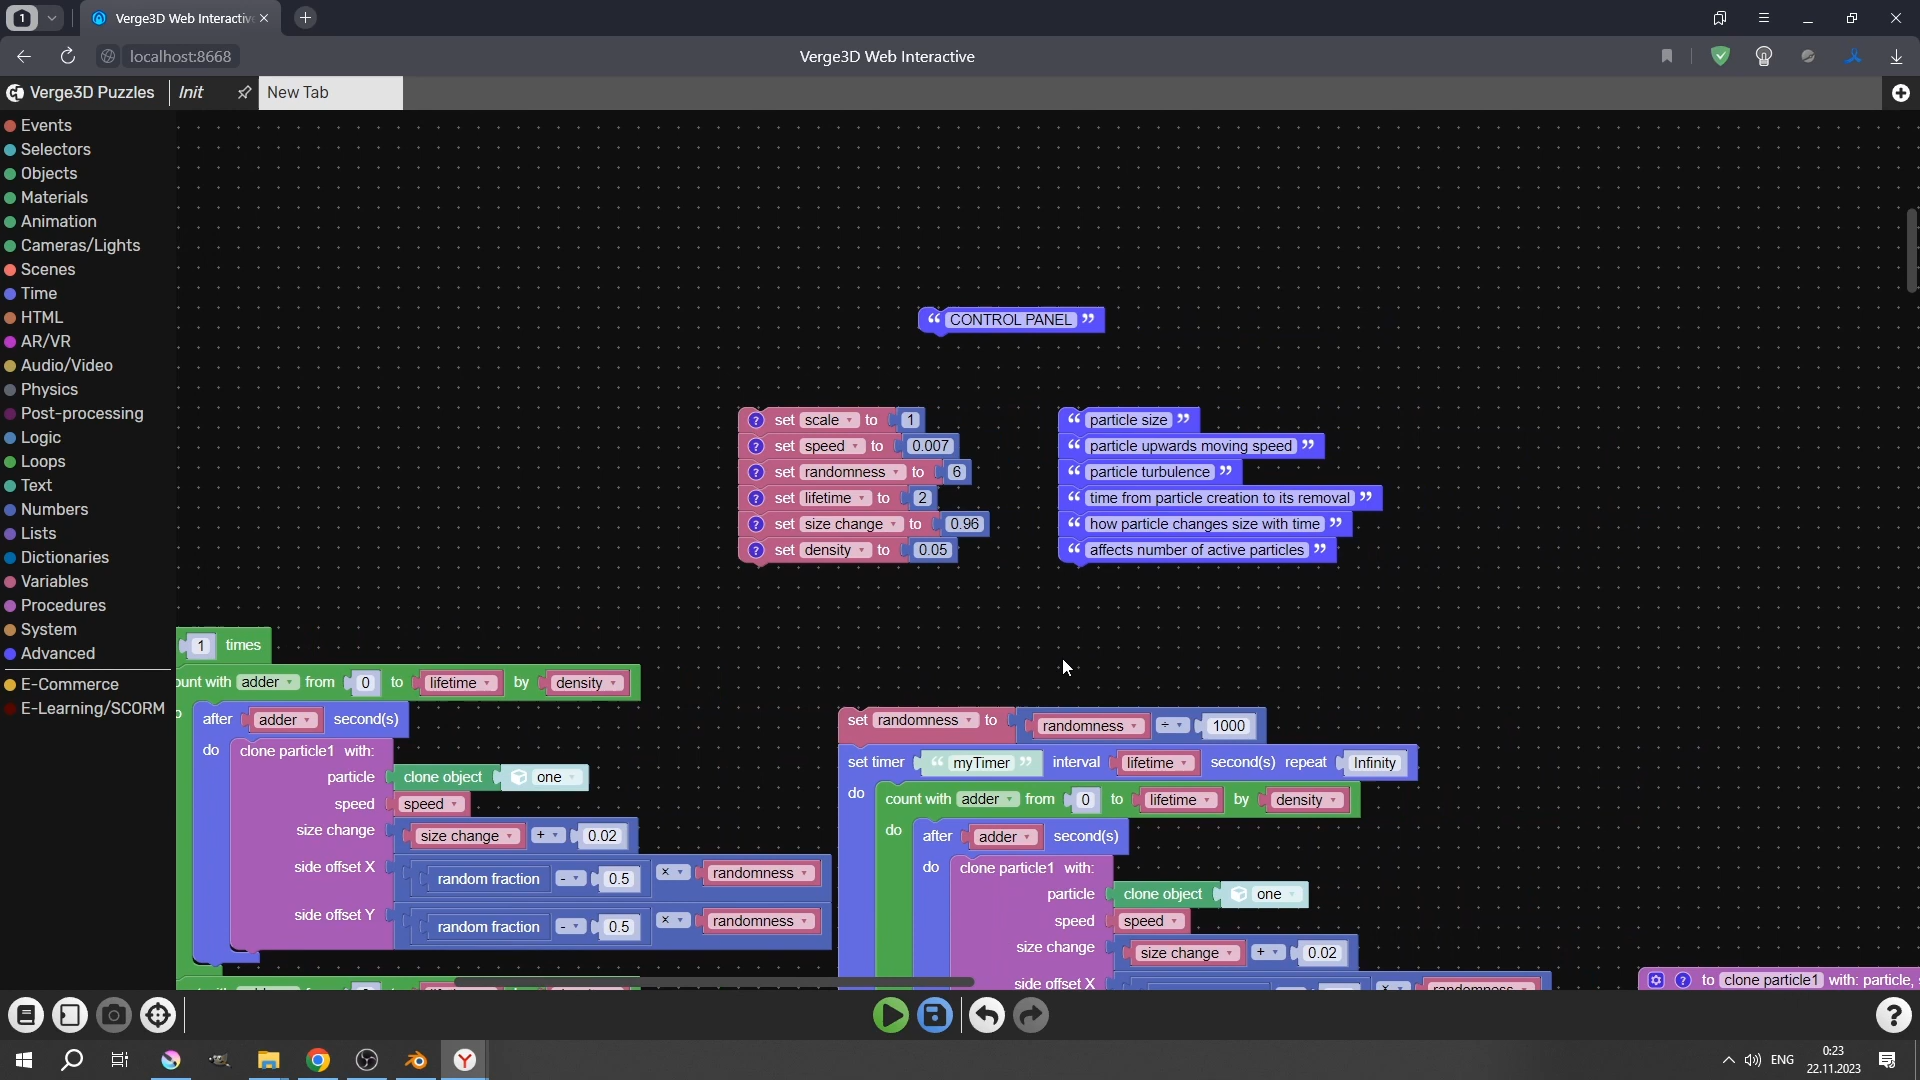 1
Verge3D Web Interactiv
localhost:8668
Verge3D Web Interactive
Verge3D Puzzles
Init
New Tab
Events
Selectors
Objects
Materials
Animation
Cameras/Lights
Scenes
Time
HTML
AR/VR
Audio/Video
Physics
Post-processing
Logic
Loops
Text
Numbers
Lists
Dictionaries
Variables
Procedures
System
Advanced
E-Commerce
E-Learning/SCORM
“ CONTROL PANEL ”
? set scale to 1
? set speed to 0.007
? set randomness to 6
? set lifetime to 2
? set size change to 0.96
? set density to 0.05
“ particle size ”
“ particle upwards moving speed ”
“ particle turbulence ”
“ time from particle creation to its removal ”
“ how particle changes size with time ”
“ affects number of active particles ”
1 times
ount with adder from 0 to lifetime by density
after adder second(s)
do clone particle1 with:
particle clone object one
speed speed
size change size change + 0.02
side offset X random fraction - 0.5 × randomness
side offset Y random fraction - 0.5 × randomness
set randomness to randomness ÷ 1000
set timer “ myTimer ” interval lifetime second(s) repeat Infinity
do count with adder from 0 to lifetime by density
do after adder second(s)
do clone particle1 with:
particle clone object one
speed speed
size change size change + 0.02
side offset X randomness
? to clone particle1 with: particle,
?
ENG
0:23
22.11.2023